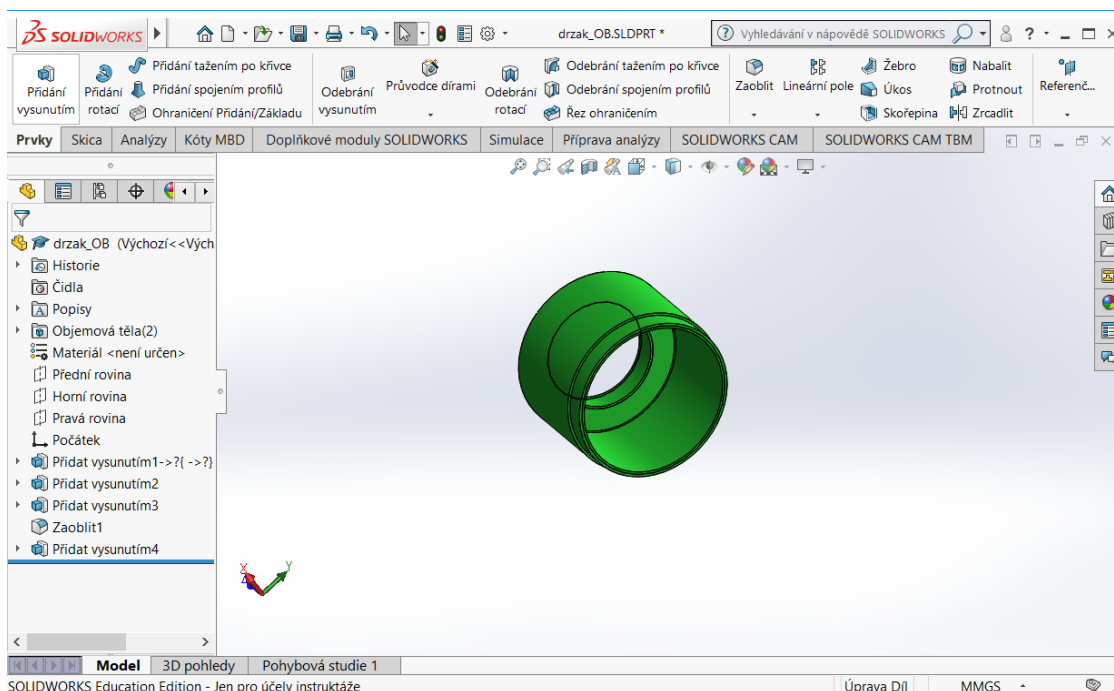 SOLIDWORKS
drzak_OB.SLDPRT *
Vyhledávání v nápovědě SOLIDWORKS
Přidání vysunutím
Přidání rotací
Přidání tažením po křivce
Přidání spojením profilů
Ohraničení Přidání/Základu
Odebrání vysunutím
Průvodce dírami
Odebrání rotací
Odebrání tažením po křivce
Odebrání spojením profilů
Řez ohraničením
Zaoblit
Lineární pole
Žebro
Úkos
Skořepina
Nabalit
Protnout
Zrcadlit
Referenč...
Prvky
Skica
Analýzy
Kóty MBD
Doplňkové moduly SOLIDWORKS
Simulace
Příprava analýzy
SOLIDWORKS CAM
SOLIDWORKS CAM TBM
drzak_OB (Výchozí<<Vých
Historie
Čidla
Popisy
Objemová těla(2)
Materiál <není určen>
Přední rovina
Horní rovina
Pravá rovina
Počátek
Přidat vysunutím1->?{ ->?}
Přidat vysunutím2
Přidat vysunutím3
Zaoblit1
Přidat vysunutím4
X
Y
Z
Model
3D pohledy
Pohybová studie 1
SOLIDWORKS Education Edition - Jen pro účely instruktáže
Úprava Díl
MMGS